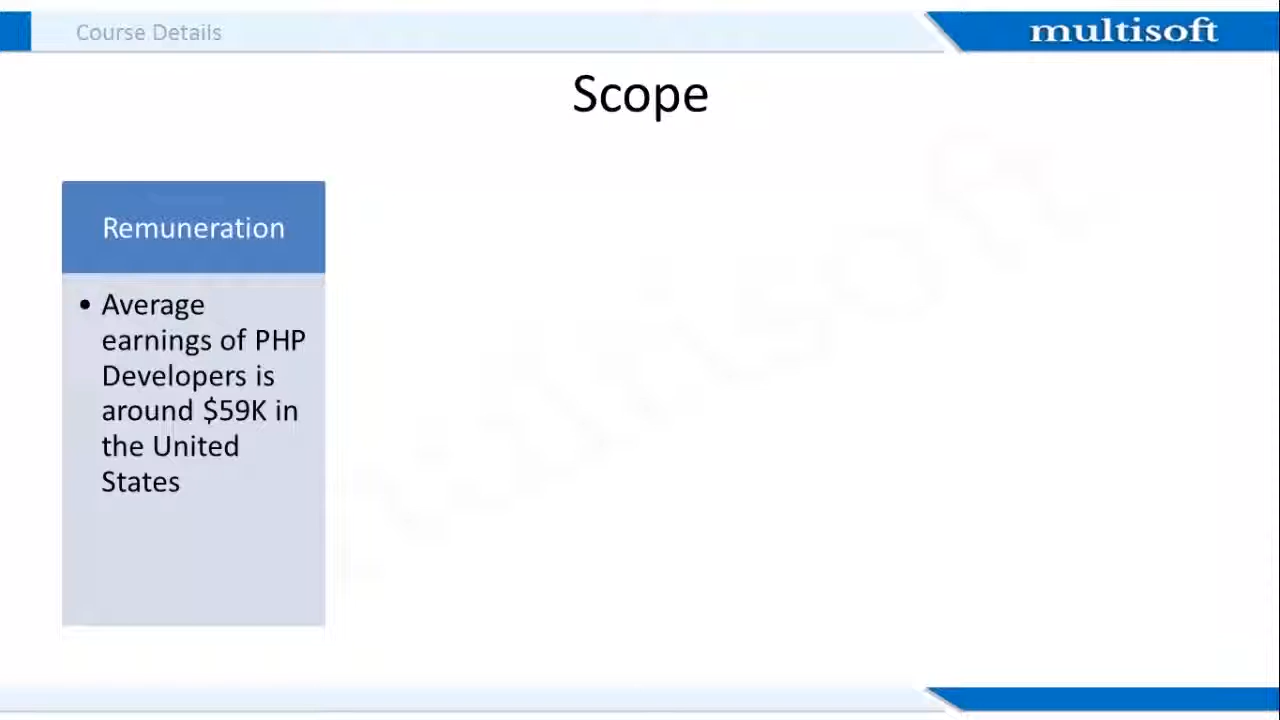 Course Details
multisoft
Scope
Remuneration
• Average
earnings of PHP
Developers is
around $59K in
the United
States